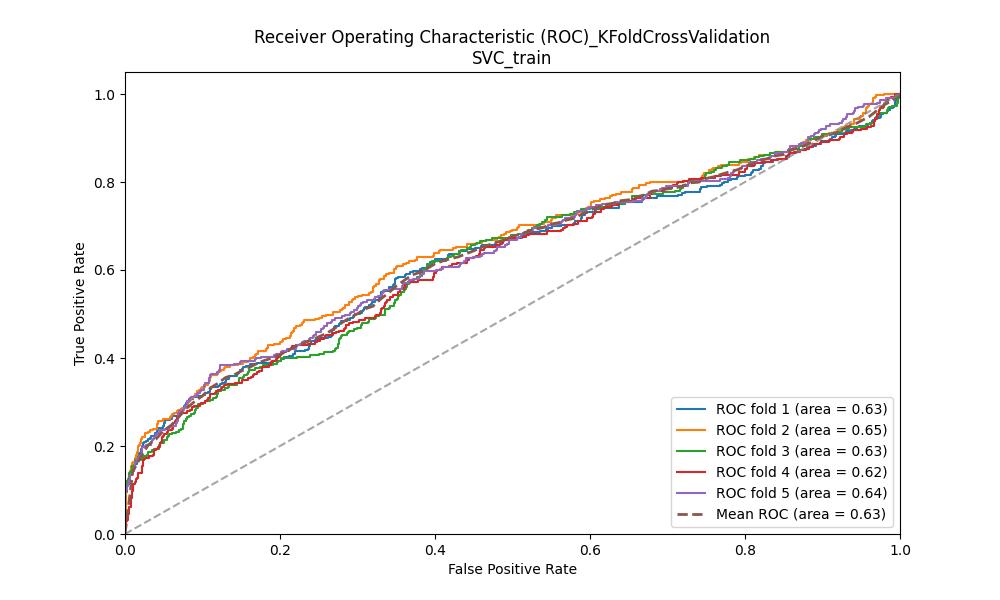 Receiver Operating Characteristic (ROC)_KFoldCrossValidation
SVC_train
True Positive Rate
1.0
0.8
0.6
0.4
0.2
0.0
0.0 0.2 0.4 0.6 0.8 1.0
False Positive Rate
ROC fold 1 (area = 0.63)
ROC fold 2 (area = 0.65)
ROC fold 3 (area = 0.63)
ROC fold 4 (area = 0.62)
ROC fold 5 (area = 0.64)
Mean ROC (area = 0.63)